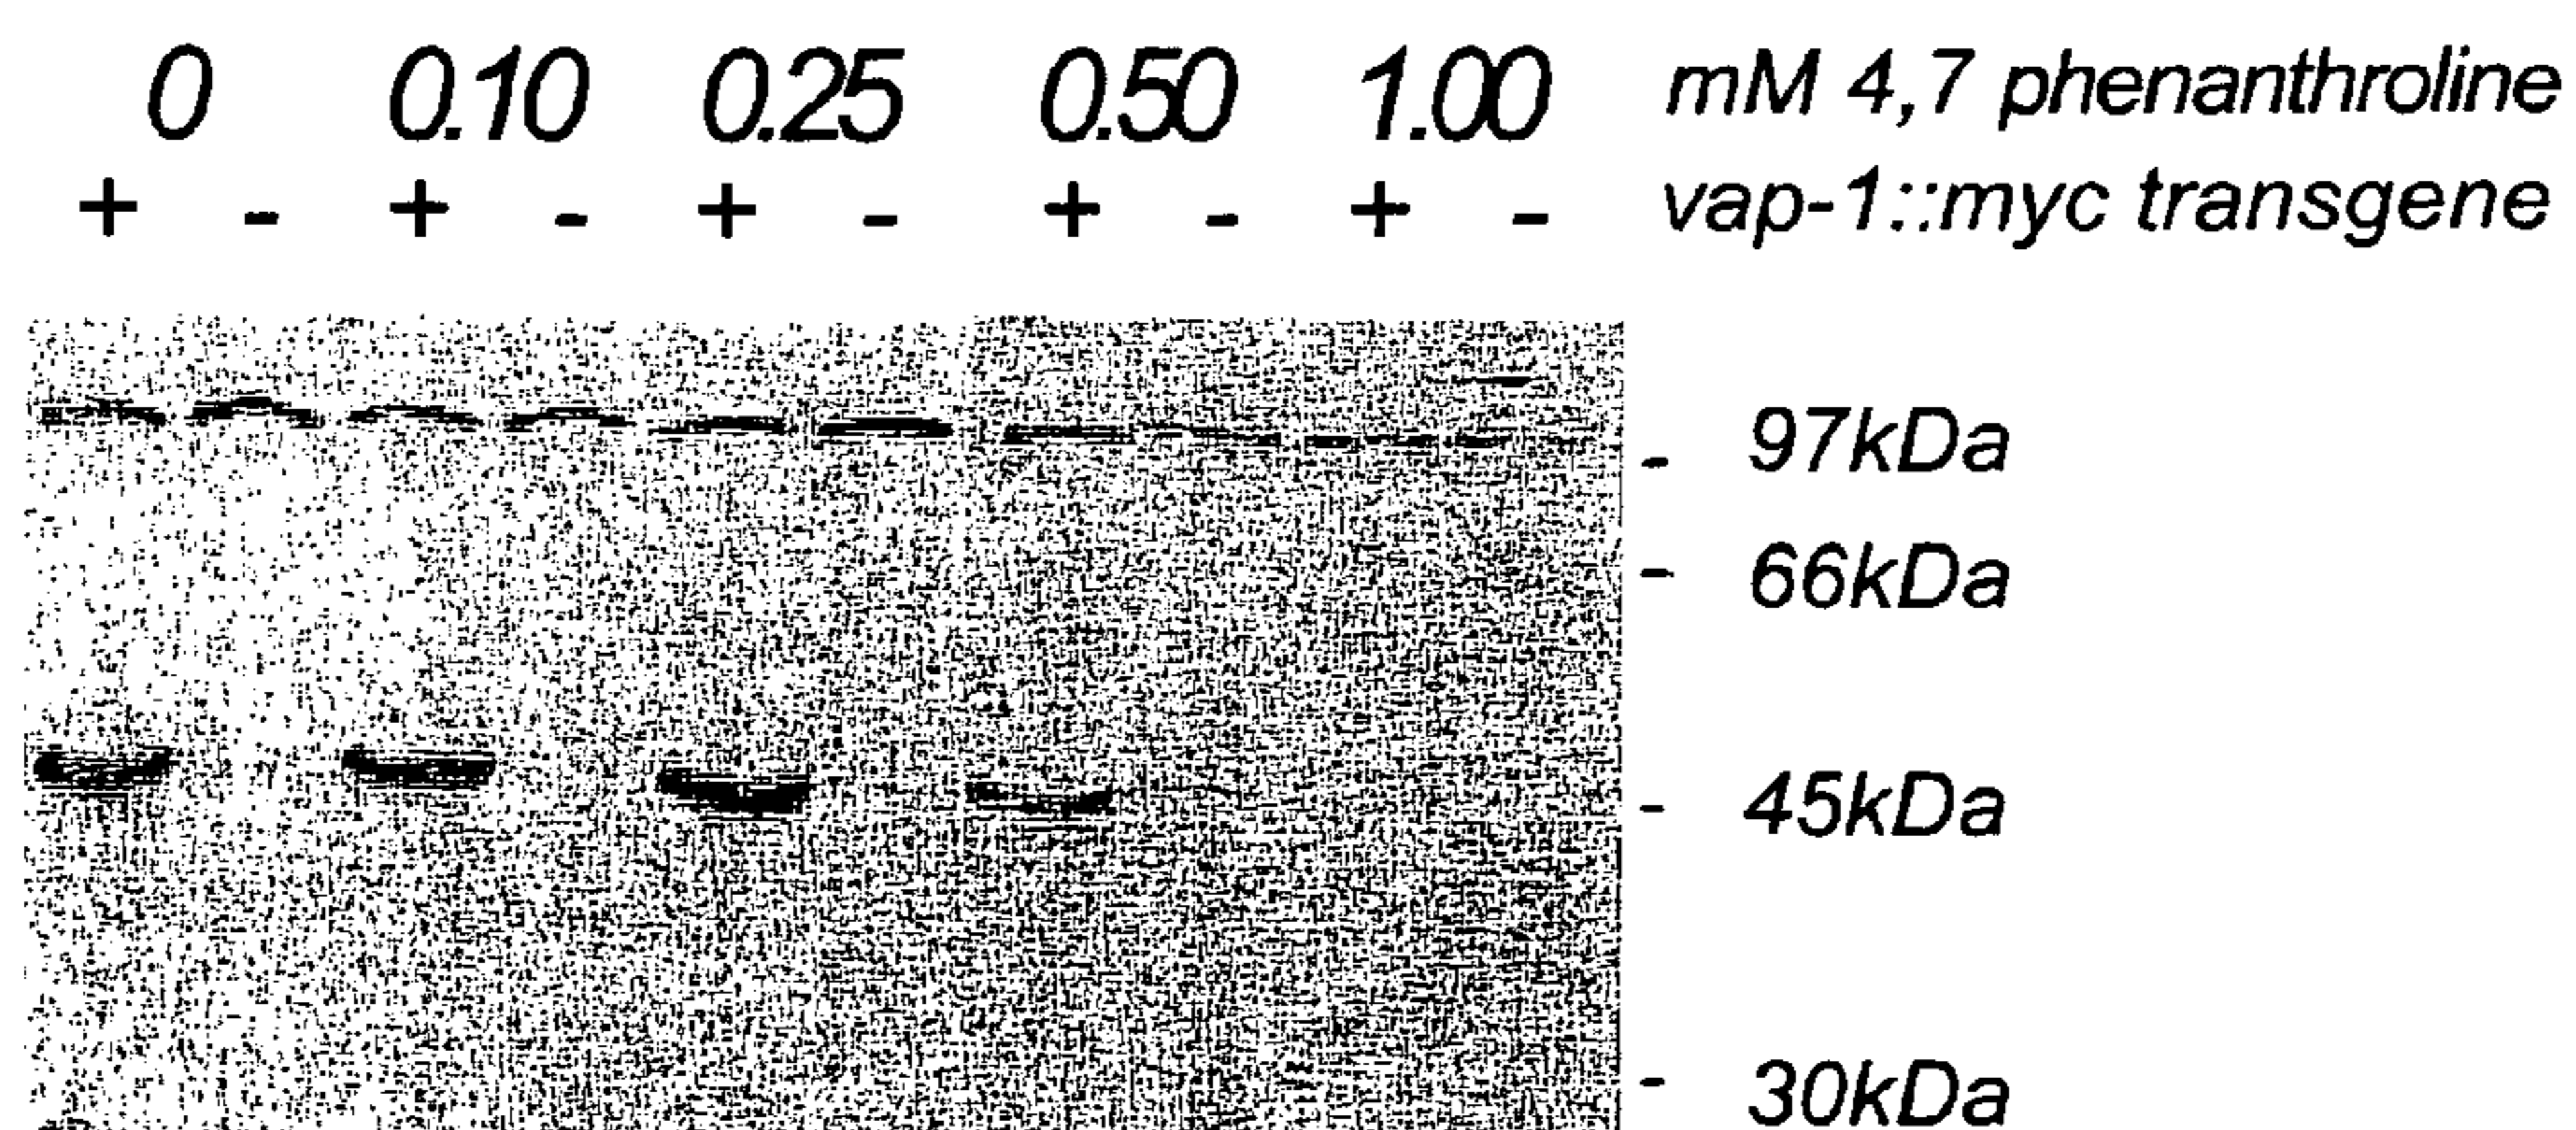 0 0.10 0.25 0.50 1.00 mM 4,7 phenanthroline
+ - + - + - + - + - vap-1::myc transgene
- 97kDa
- 66kDa
- 45kDa
- 30kDa